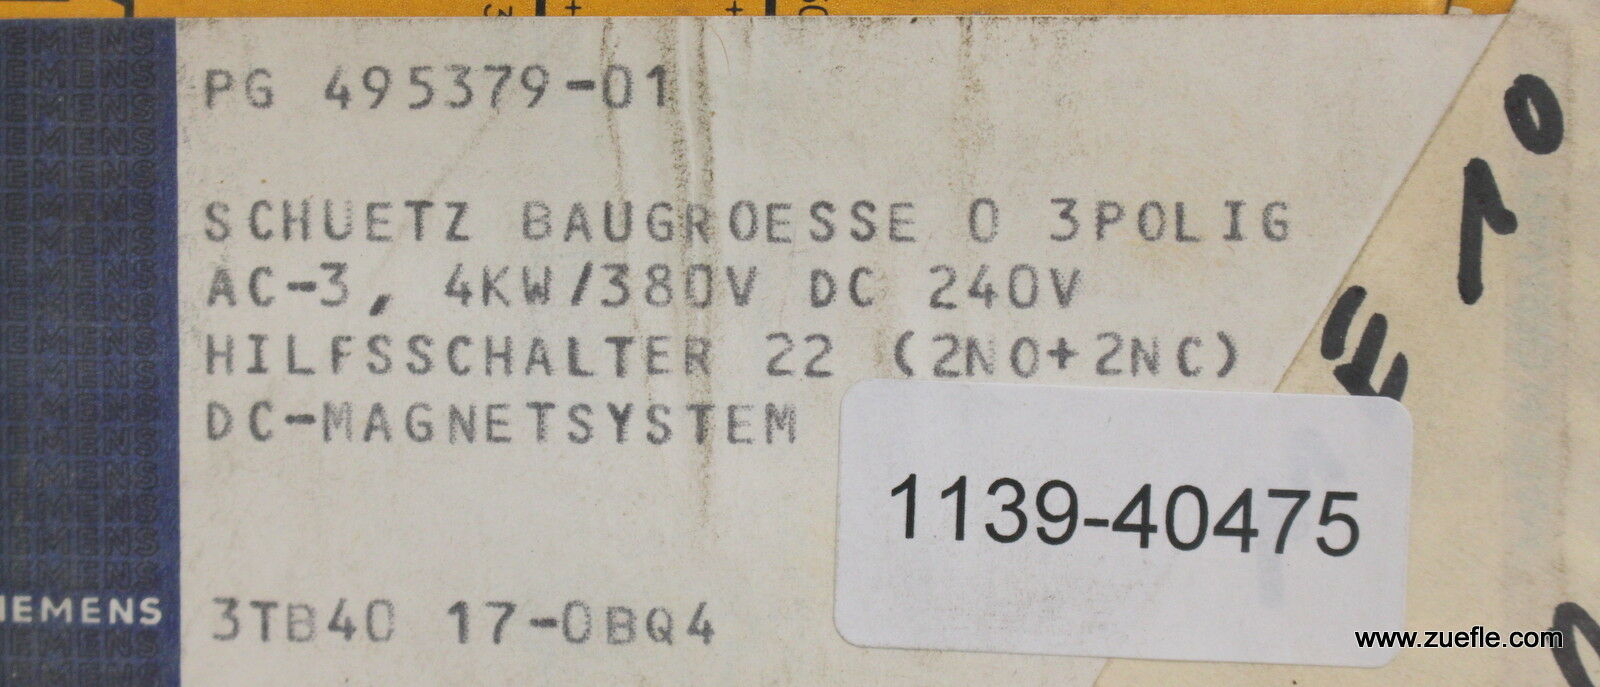 PG 495379-01
SCHUETZ BAUGROESSE 0 3POLIG
AC-3, 4KW/380V DC 240V
HILFSSCHALTER 22 (2NO+2NC)
DC-MAGNETSYSTEM
1139-40475
3TB40 17-0BQ4
IEMENS
www.zuefle.com